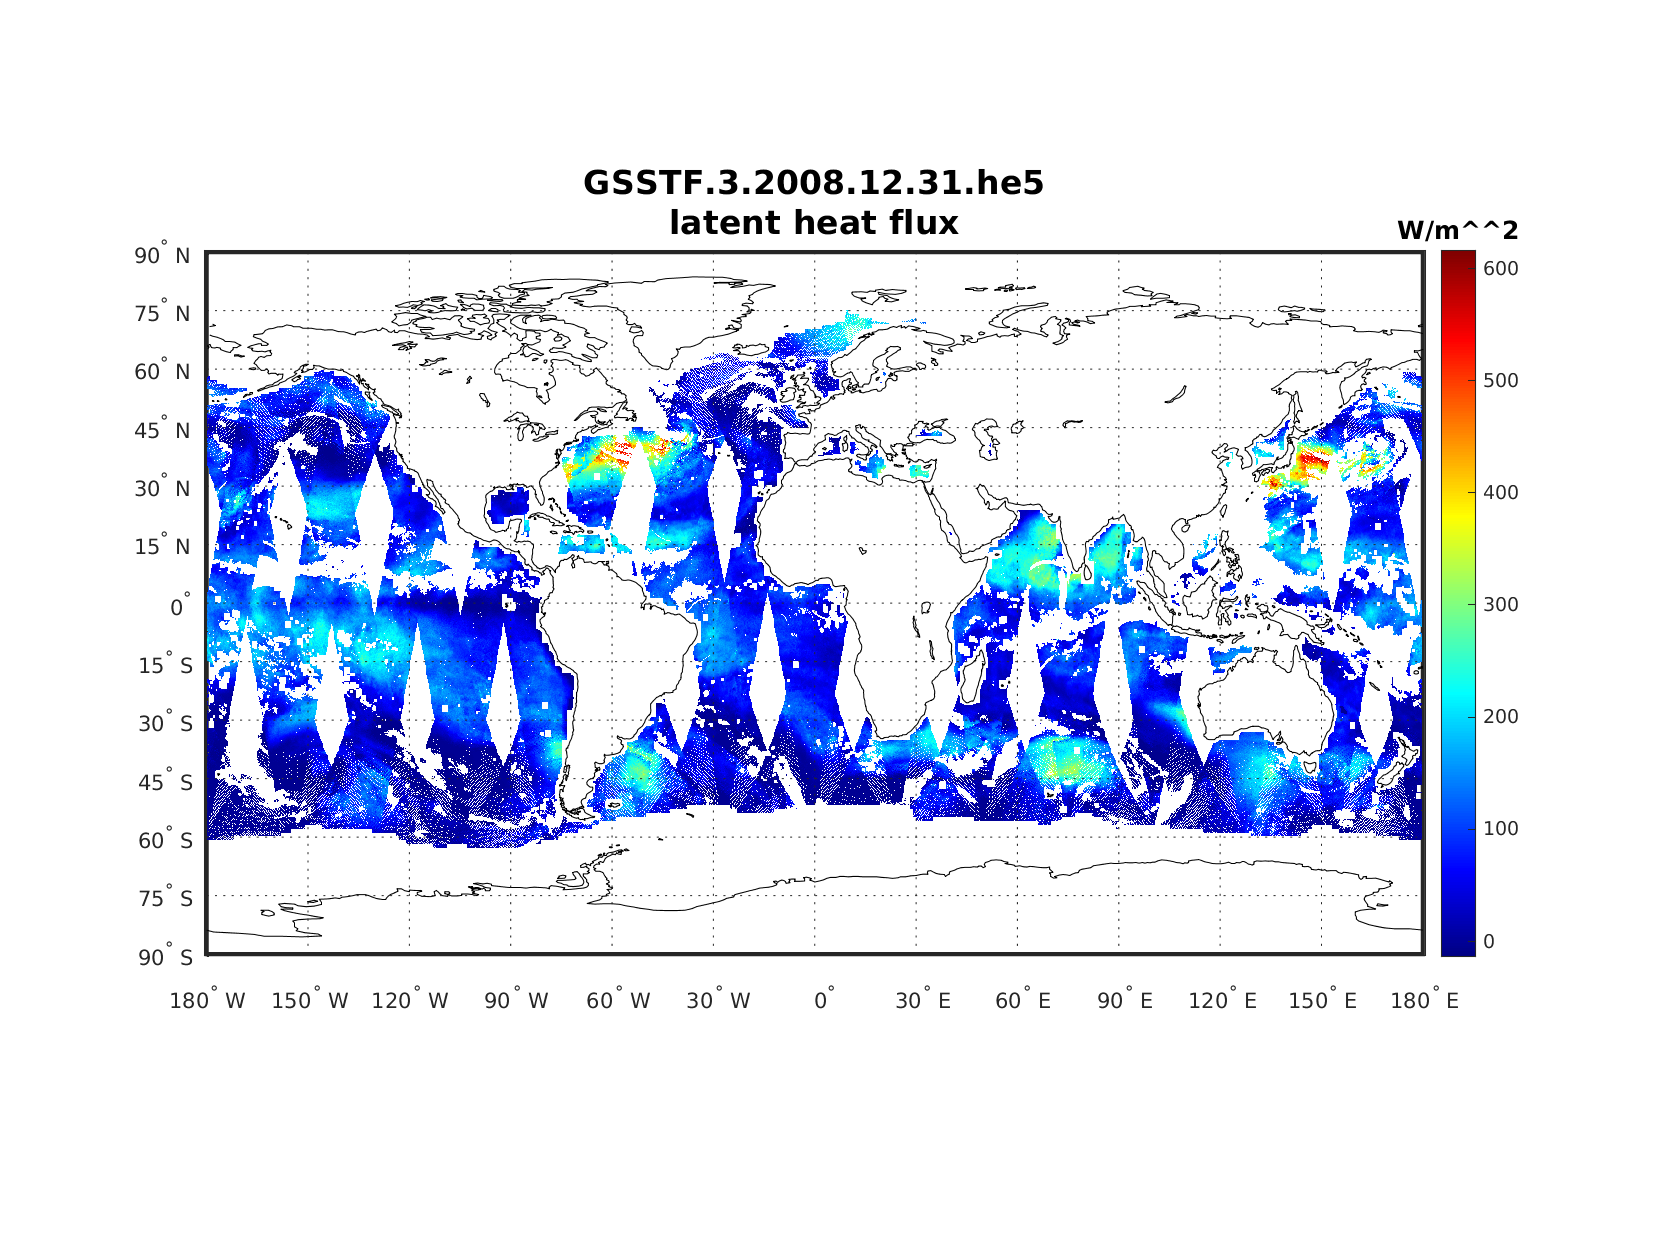 GSSTF.3.2008.12.31.he5
latent heat flux
W/m^^2
90° N
75° N
60° N
45° N
30° N
15° N
0°
15° S
30° S
45° S
60° S
75° S
90° S
180° W 150° W 120° W 90° W 60° W 30° W 0° 30° E 60° E 90° E 120° E 150° E 180° E
600
500
400
300
200
100
0